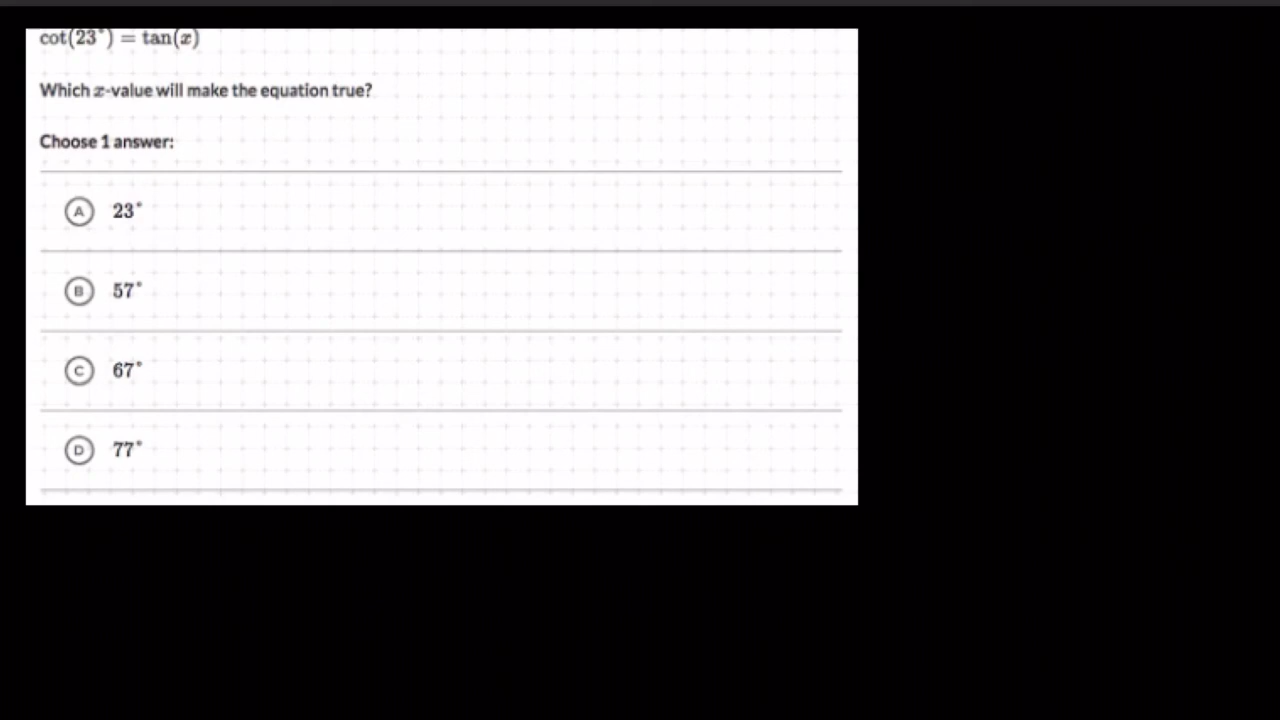 cot(23°) = tan(x)
Which x-value will make the equation true?
Choose 1 answer:
A 23°
B 57°
C 67°
D 77°